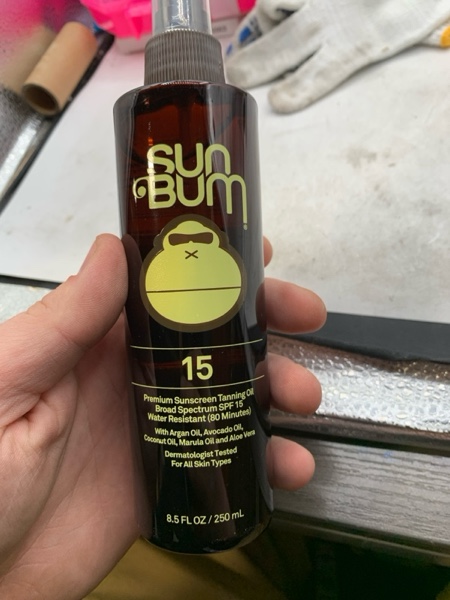 sun
Bum
15
Premium Sunscreen Tanning Oil
Broad Spectrum SPF 15
Water Resistant (80 Minutes)
With Argan Oil, Avocado Oil,
Coconut Oil, Marula Oil and Aloe Vera
Dermatologist Tested
For All Skin Types
8.5 FL OZ / 250 mL